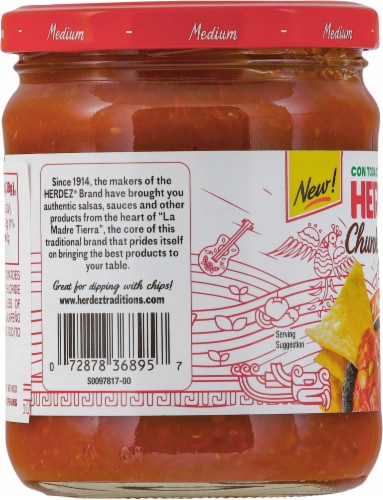 Medium - Medium - Medium
Since 1914, the makers of the
HERDEZ® Brand have brought you
authentic salsas, sauces and other
products from the heart of “La
Madre Tierra”, the core of this
traditional brand that prides itself
on bringing the best products to
your table.
Great for dipping with chips!
www.herdeztraditions.com
0 72878 36895 7
S0097817-00
New!
CON TODA
HER
Chun
Serving
Suggestion